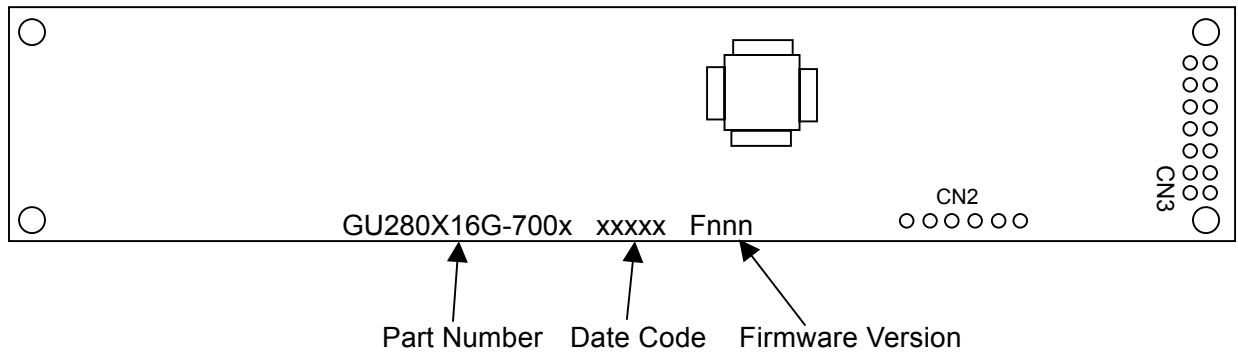 CN2
CN3
GU280X16G-700x xxxxx Fnnn
Part Number Date Code Firmware Version